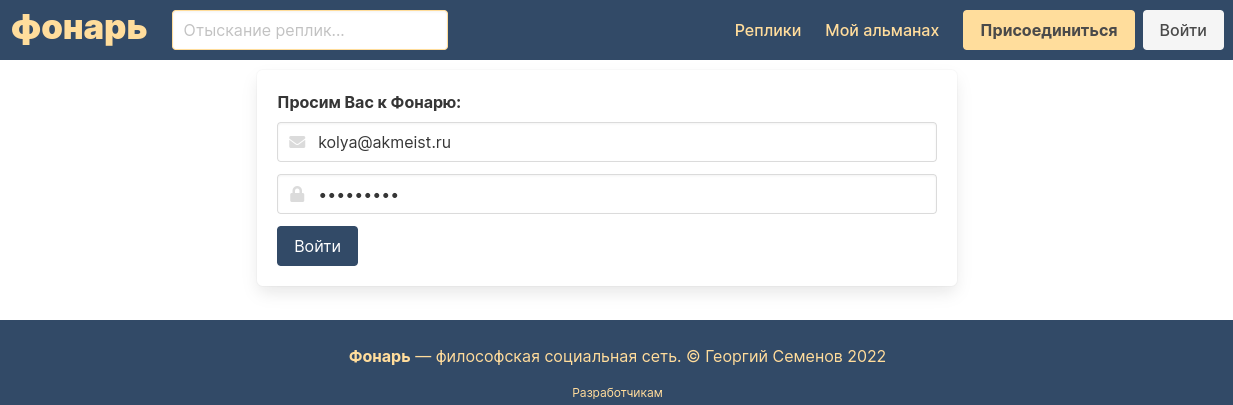 фонарь
Отыскание реплик...
Реплики
Мой альманах
Присоединиться
Войти
Просим Вас к Фонарю:
kolya@akmeist.ru
•••••••••
Войти
Фонарь — философская социальная сеть. © Георгий Семенов 2022
Разработчикам